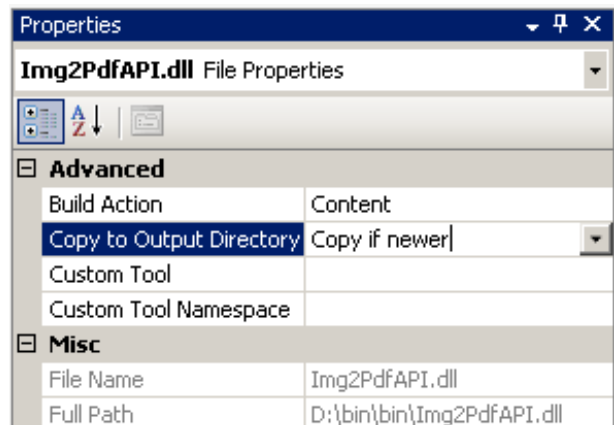 Properties
Img2PdfAPI.dll File Properties
A
Z
Advanced
Build Action Content
Copy to Output Directory Copy if newer
Custom Tool
Custom Tool Namespace
Misc
File Name Img2PdfAPI.dll
Full Path D:\bin\bin\Img2PdfAPI.dll